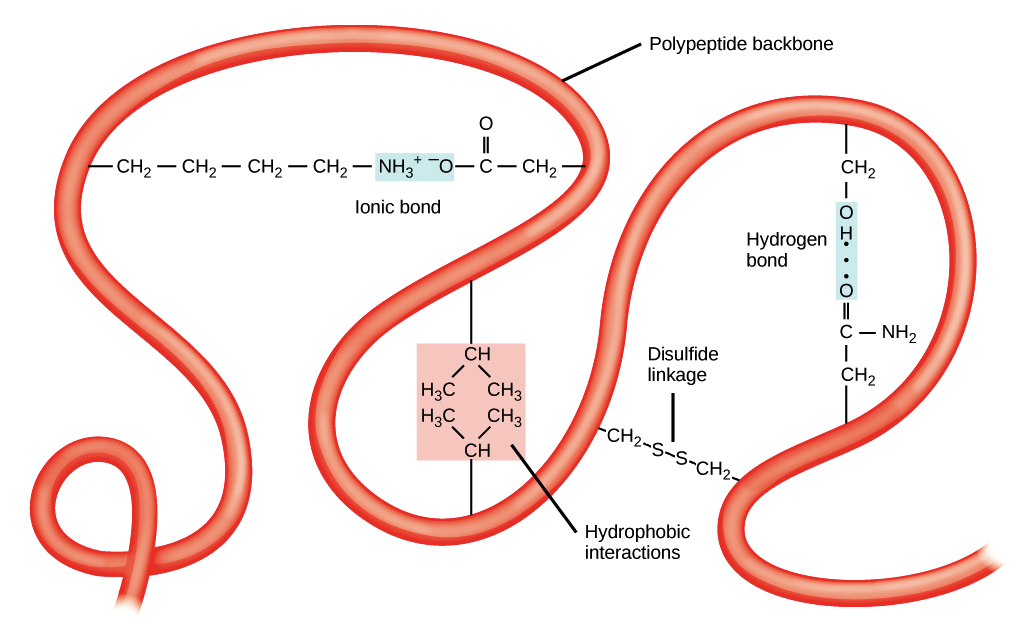 Polypeptide backbone
O
CH₂ — CH₂ — CH₂ — CH₂ — NH₃⁺ ⁻O — C — CH₂
Ionic bond
CH₂
O
H
Hydrogen
bond
O
C — NH₂
CH₂
CH
H₃C CH₃
H₃C CH₃
CH
Disulfide
linkage
CH₂ S S CH₂
Hydrophobic
interactions